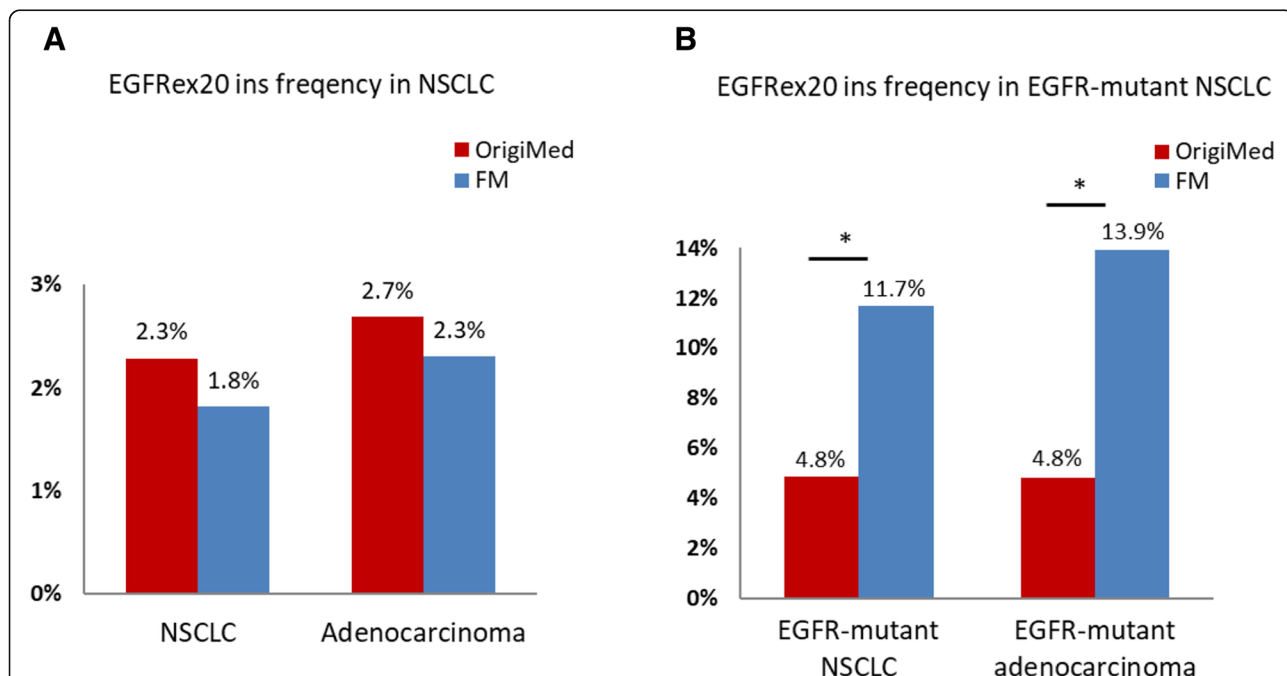 A
EGFRex20 ins freqency in NSCLC
OrigiMed
FM
3%
2%
1%
0%
2.3%
1.8%
2.7%
2.3%
NSCLC
Adenocarcinoma
B
EGFRex20 ins freqency in EGFR-mutant NSCLC
OrigiMed
FM
14%
12%
10%
8%
6%
4%
2%
0%
*
*
4.8%
11.7%
4.8%
13.9%
EGFR-mutant
NSCLC
EGFR-mutant
adenocarcinoma